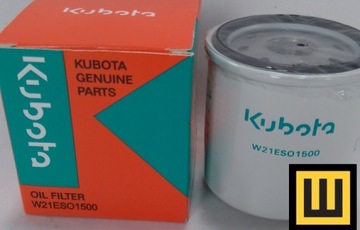 Kubota
KUBOTA
GENUINE
PARTS
OIL FILTER
W21ESO1500
Kubota
W21ESO1500
Ш